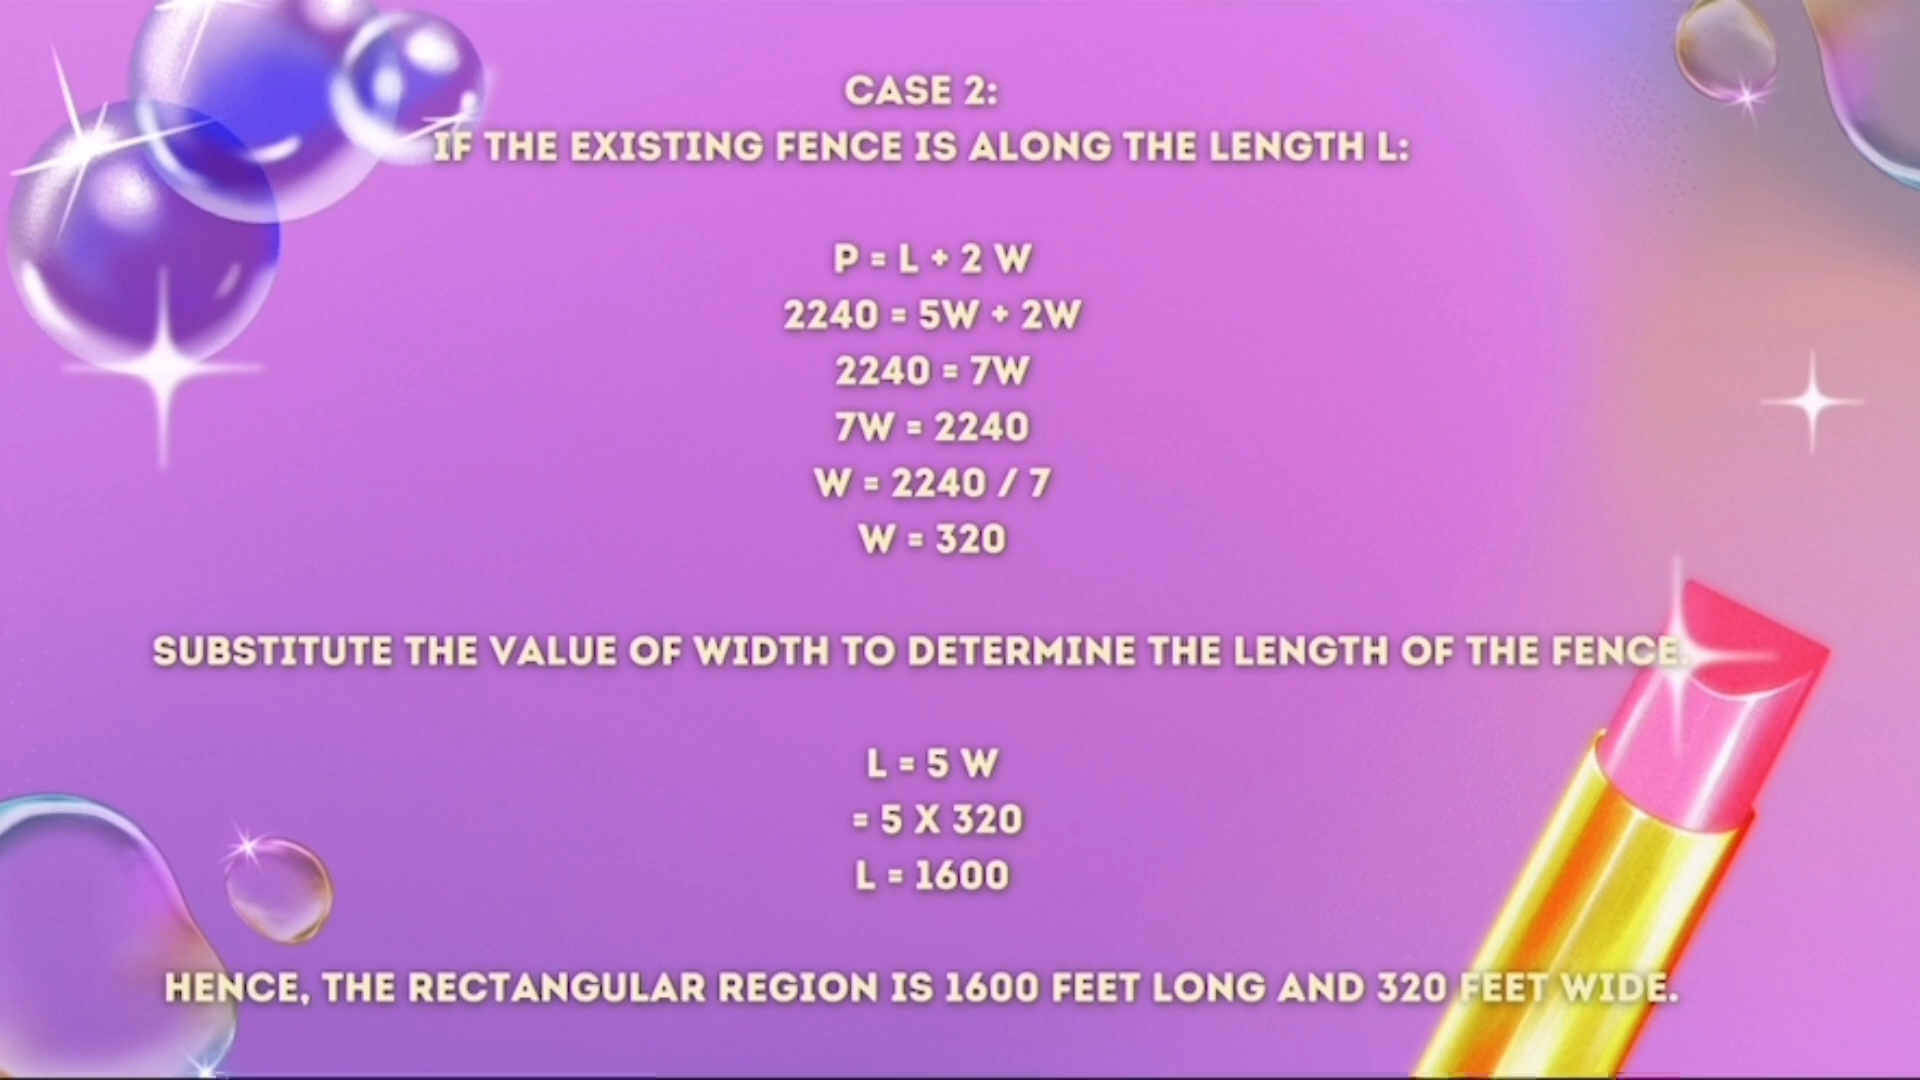 CASE 2:
IF THE EXISTING FENCE IS ALONG THE LENGTH L:
P = L + 2 W
2240 = 5W + 2W
2240 = 7W
7W = 2240
W = 2240 / 7
W = 320
SUBSTITUTE THE VALUE OF WIDTH TO DETERMINE THE LENGTH OF THE FENCE.
L = 5 W
= 5 X 320
L = 1600
HENCE, THE RECTANGULAR REGION IS 1600 FEET LONG AND 320 FEET WIDE.